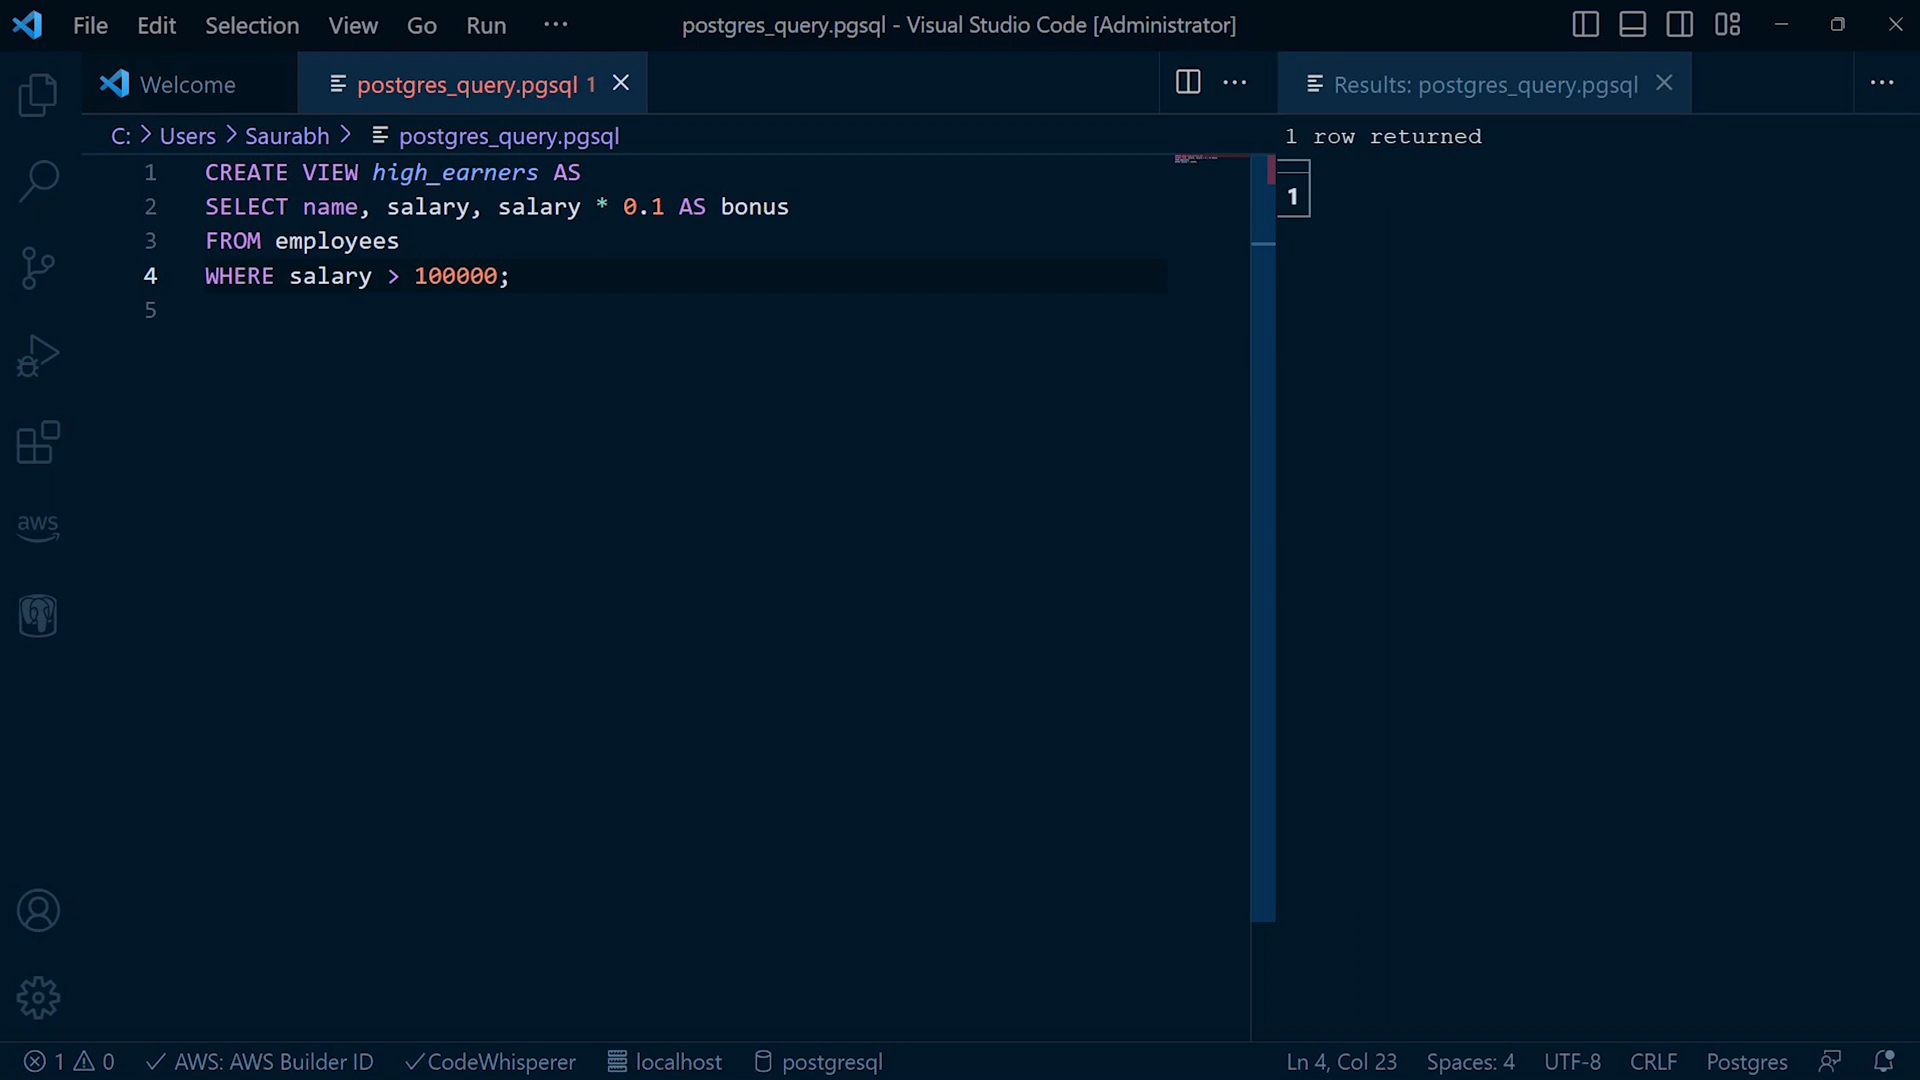 File Edit Selection View Go Run ··· postgres_query.pgsql - Visual Studio Code [Administrator]
Welcome postgres_query.pgsql 1 Results: postgres_query.pgsql
C: > Users > Saurabh > postgres_query.pgsql
1 row returned
1 CREATE VIEW high_earners AS
2 SELECT name, salary, salary * 0.1 AS bonus
3 FROM employees
4 WHERE salary > 100000;
5
1
aws
1 0 AWS: AWS Builder ID CodeWhisperer localhost postgresql Ln 4, Col 23 Spaces: 4 UTF-8 CRLF Postgres